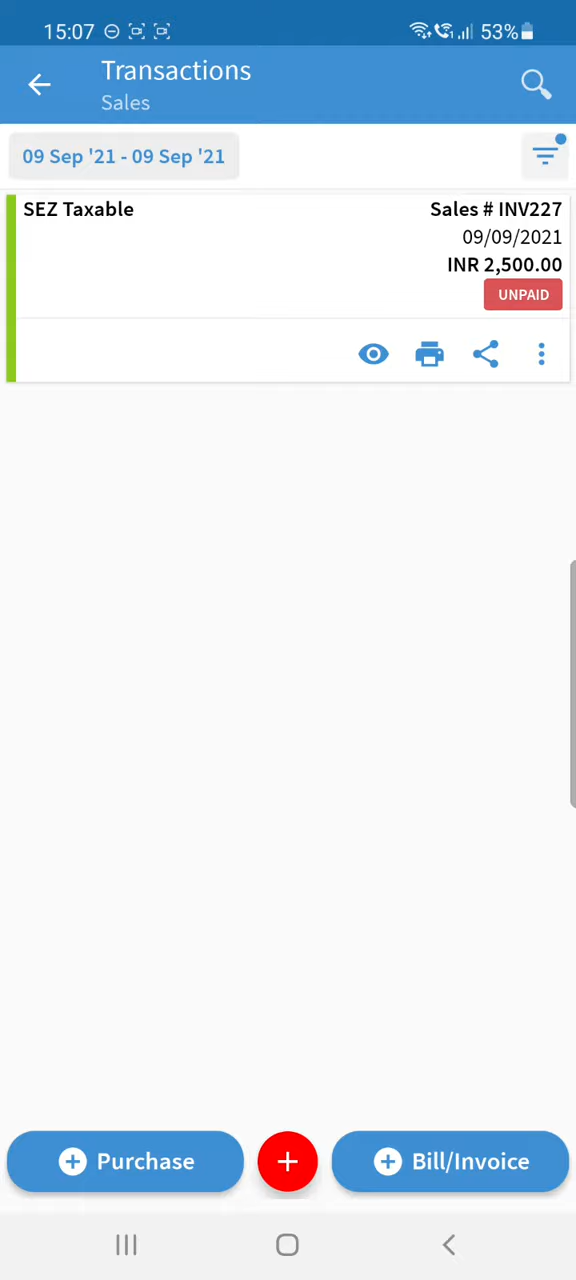 15:07 53%
Transactions
Sales
09 Sep '21 - 09 Sep '21
SEZ Taxable Sales # INV227
09/09/2021
INR 2,500.00
UNPAID
Purchase Bill/Invoice